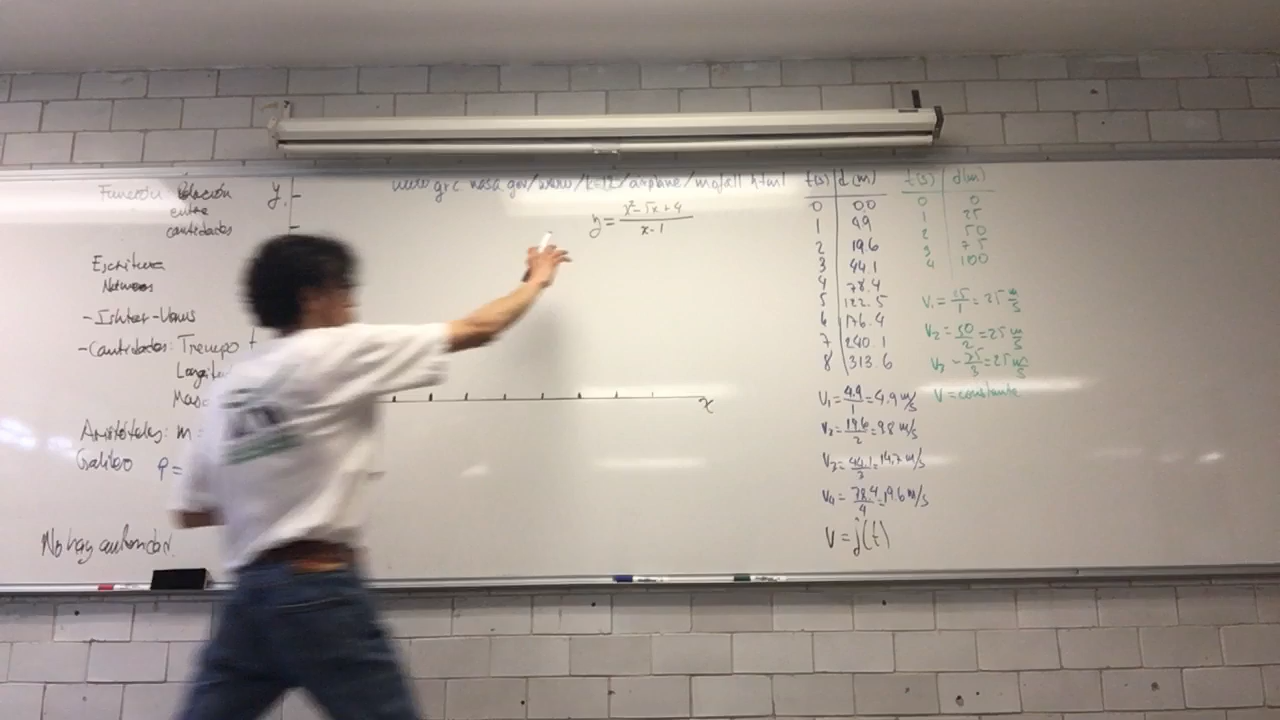 Función: Relación
entre
cantidades
Escritura
Números
- Ishtar-Venus
- Cantidades: Tiempo t
Masa
Aristóteles: m =
Galileo φ =
No hay
y
www.grc.nasa.gov/www/k-12/airplane/mofall.html
y = x²-5x+4
x-1
x
t(s) d(m)
0 0.0
1 4.9
2 19.6
3 44.1
4 78.4
5 122.5
6 176.4
7 240.1
8 313.6
V₁ = 4.9/1 = 4.9 m/s
V₂ = 19.6/2 = 9.8 m/s
V₃ = 44.1/3 = 14.7 m/s
V₄ = 78.4/4 = 19.6 m/s
V = f(t)
t(s) d(m)
0 0
1 25
2 50
3 75
4 100
V₁ = 25/1 = 25 m/s
V₂ = 50/2 = 25 m/s
V₃ = 75/3 = 25 m/s
V = constante